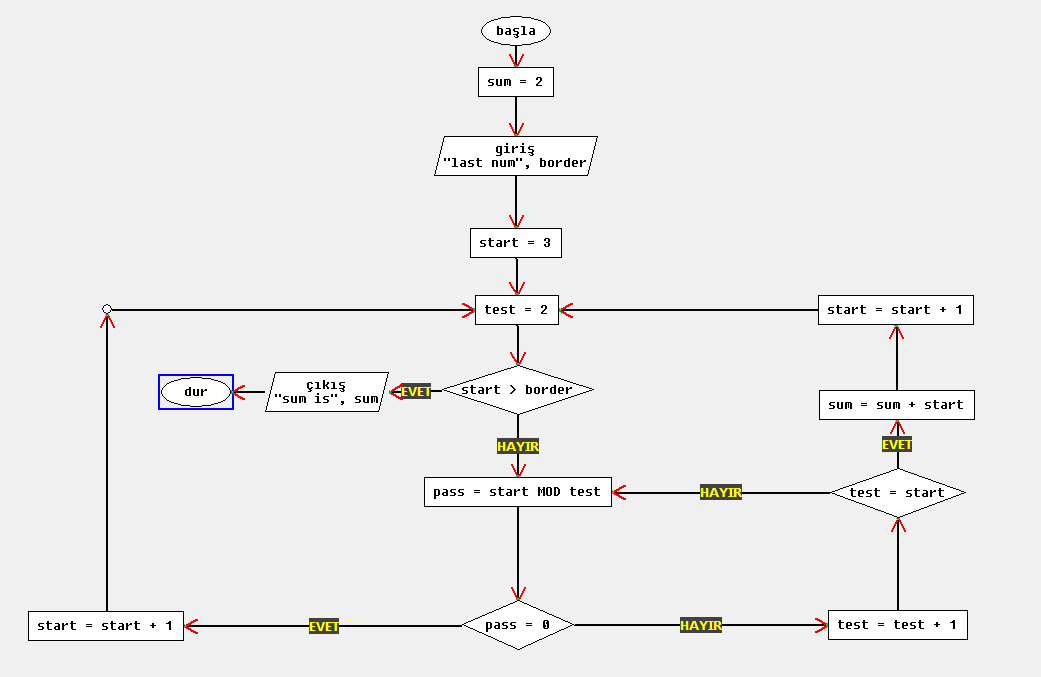 başla
sum = 2
giriş
"last num", border
start = 3
test = 2
start = start + 1
start > border
EVET
çıkış
"sum is", sum
dur
sum = sum + start
HAYIR
EVET
pass = start MOD test
HAYIR
test = start
start = start + 1
EVET
pass = 0
HAYIR
test = test + 1